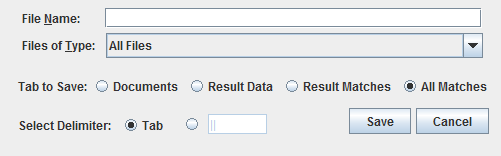 File Name:
Files of Type: All Files
Tab to Save: Documents Result Data Result Matches All Matches
Select Delimiter: Tab || Save Cancel